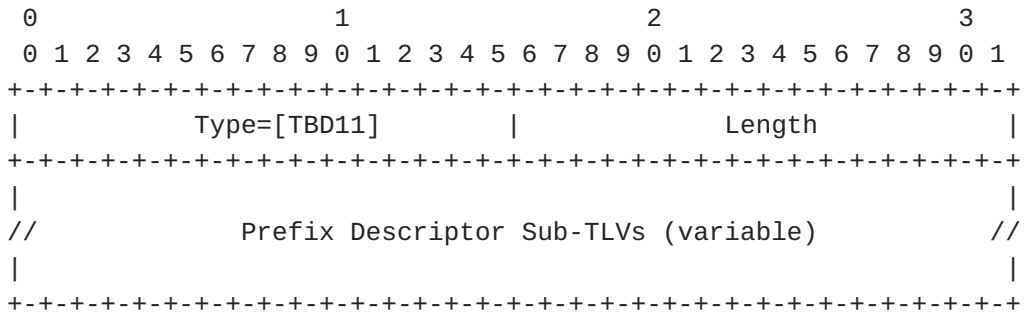 0                   1                   2                   3
 0 1 2 3 4 5 6 7 8 9 0 1 2 3 4 5 6 7 8 9 0 1 2 3 4 5 6 7 8 9 0 1
+-+-+-+-+-+-+-+-+-+-+-+-+-+-+-+-+-+-+-+-+-+-+-+-+-+-+-+-+-+-+-+-+
|           Type=[TBD11]        |             Length            |
+-+-+-+-+-+-+-+-+-+-+-+-+-+-+-+-+-+-+-+-+-+-+-+-+-+-+-+-+-+-+-+-+
|                                                               |
//             Prefix Descriptor Sub-TLVs (variable)           //
|                                                               |
+-+-+-+-+-+-+-+-+-+-+-+-+-+-+-+-+-+-+-+-+-+-+-+-+-+-+-+-+-+-+-+-+